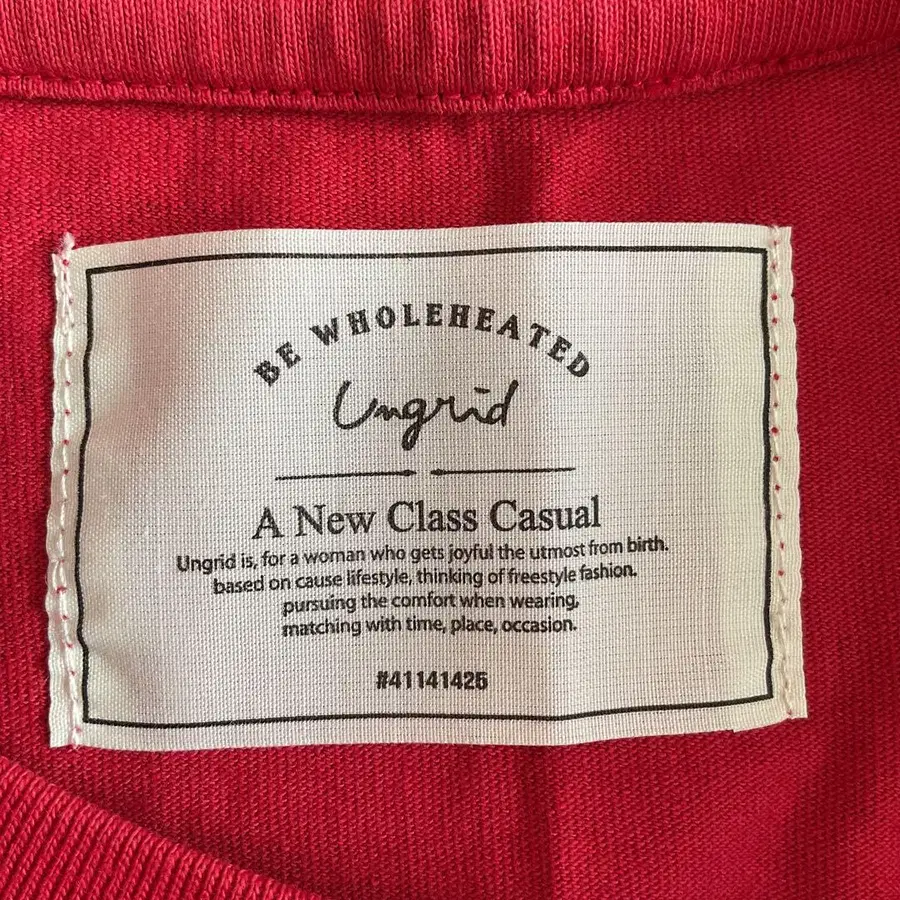 BE WHOLEHEATED
Ungrid
A New Class Casual
Ungrid is, for a woman who gets joyful the utmost from birth.
based on cause lifestyle, thinking of freestyle fashion.
pursuing the comfort when wearing,
matching with time, place, occasion.
#41141425